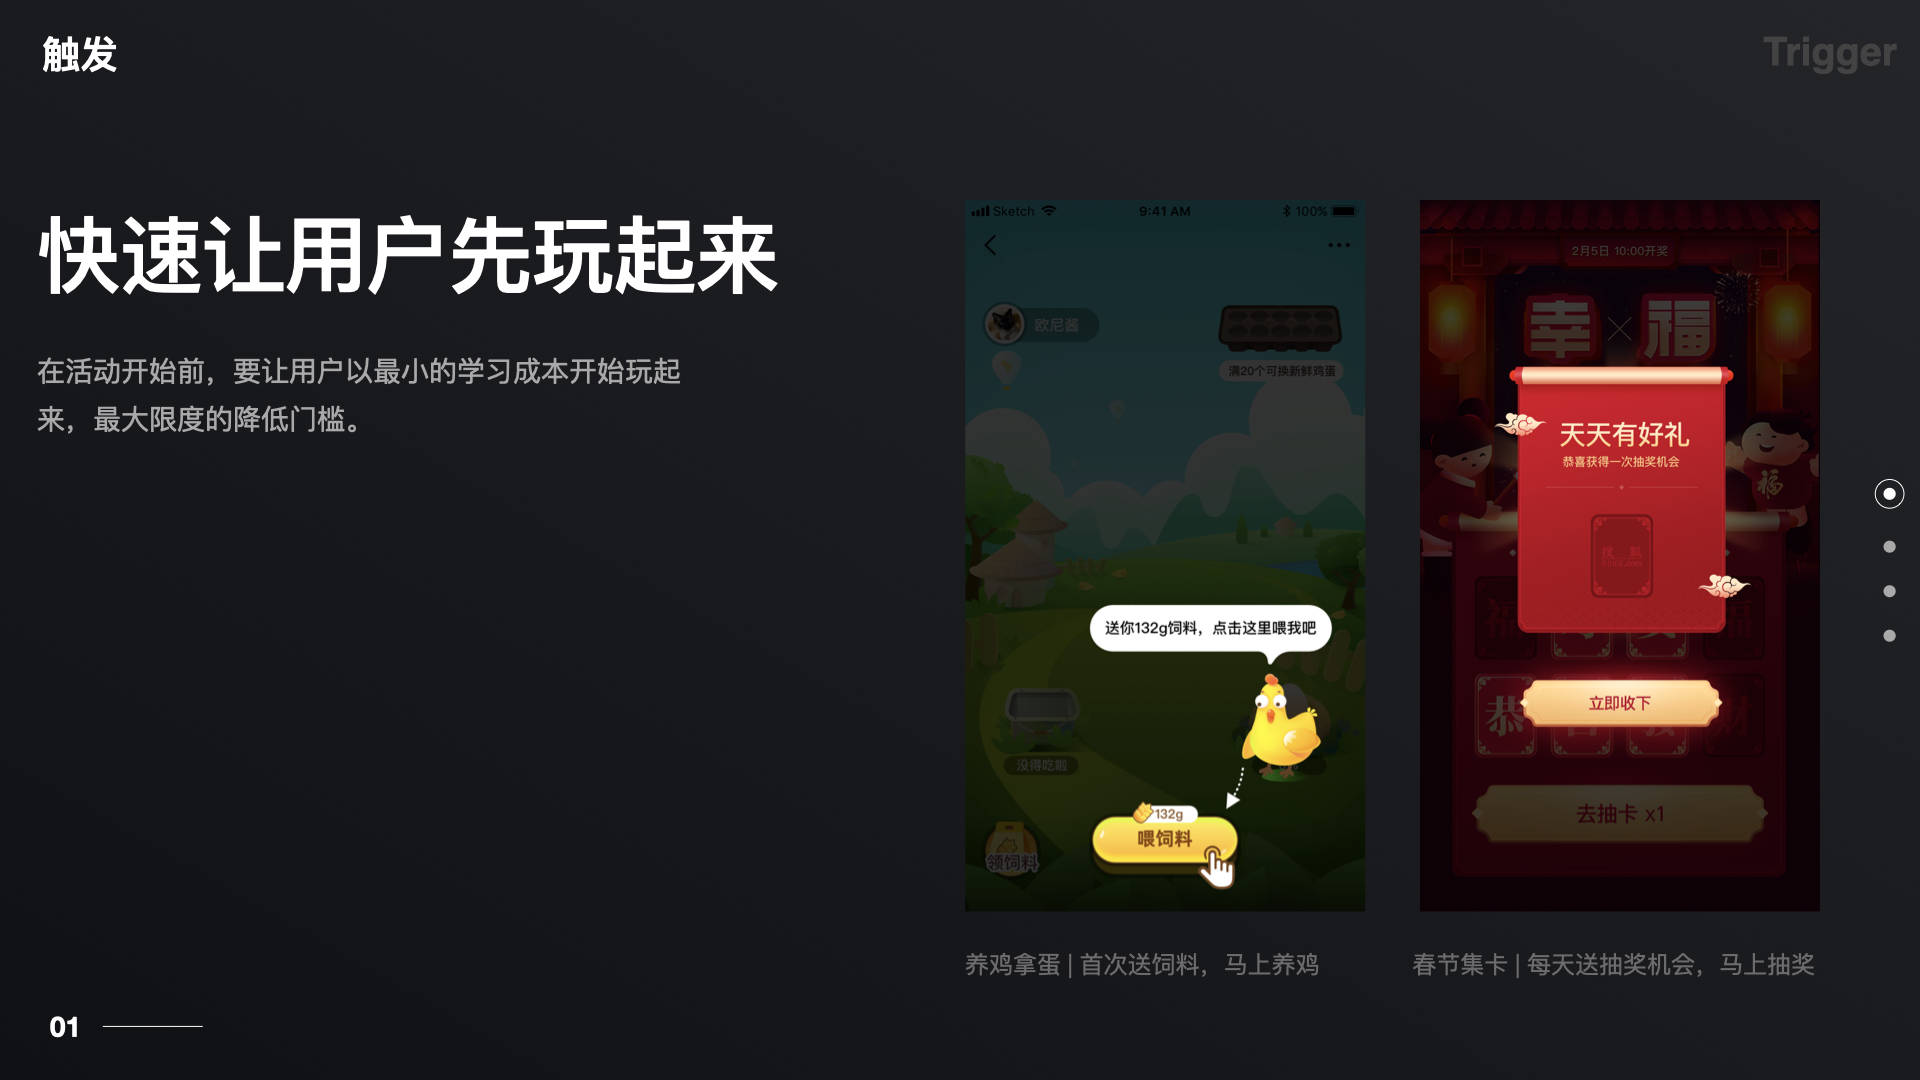 触发
Trigger
快速让用户先玩起来
在活动开始前，要让用户以最小的学习成本开始玩起
来，最大限度的降低门槛。
Sketch
9:41 AM
100%
欧尼酱
满20个可换新鲜鸡蛋
送你132g饲料，点击这里喂我吧
没得吃啦
132g
喂饲料
领饲料
2月5日 10:00开奖
幸
福
天天有好礼
恭喜获得一次抽奖机会
福
搜 狐
福
福
恭
财
立即收下
去抽卡 x1
养鸡拿蛋 | 首次送饲料，马上养鸡
春节集卡 | 每天送抽奖机会，马上抽奖
01